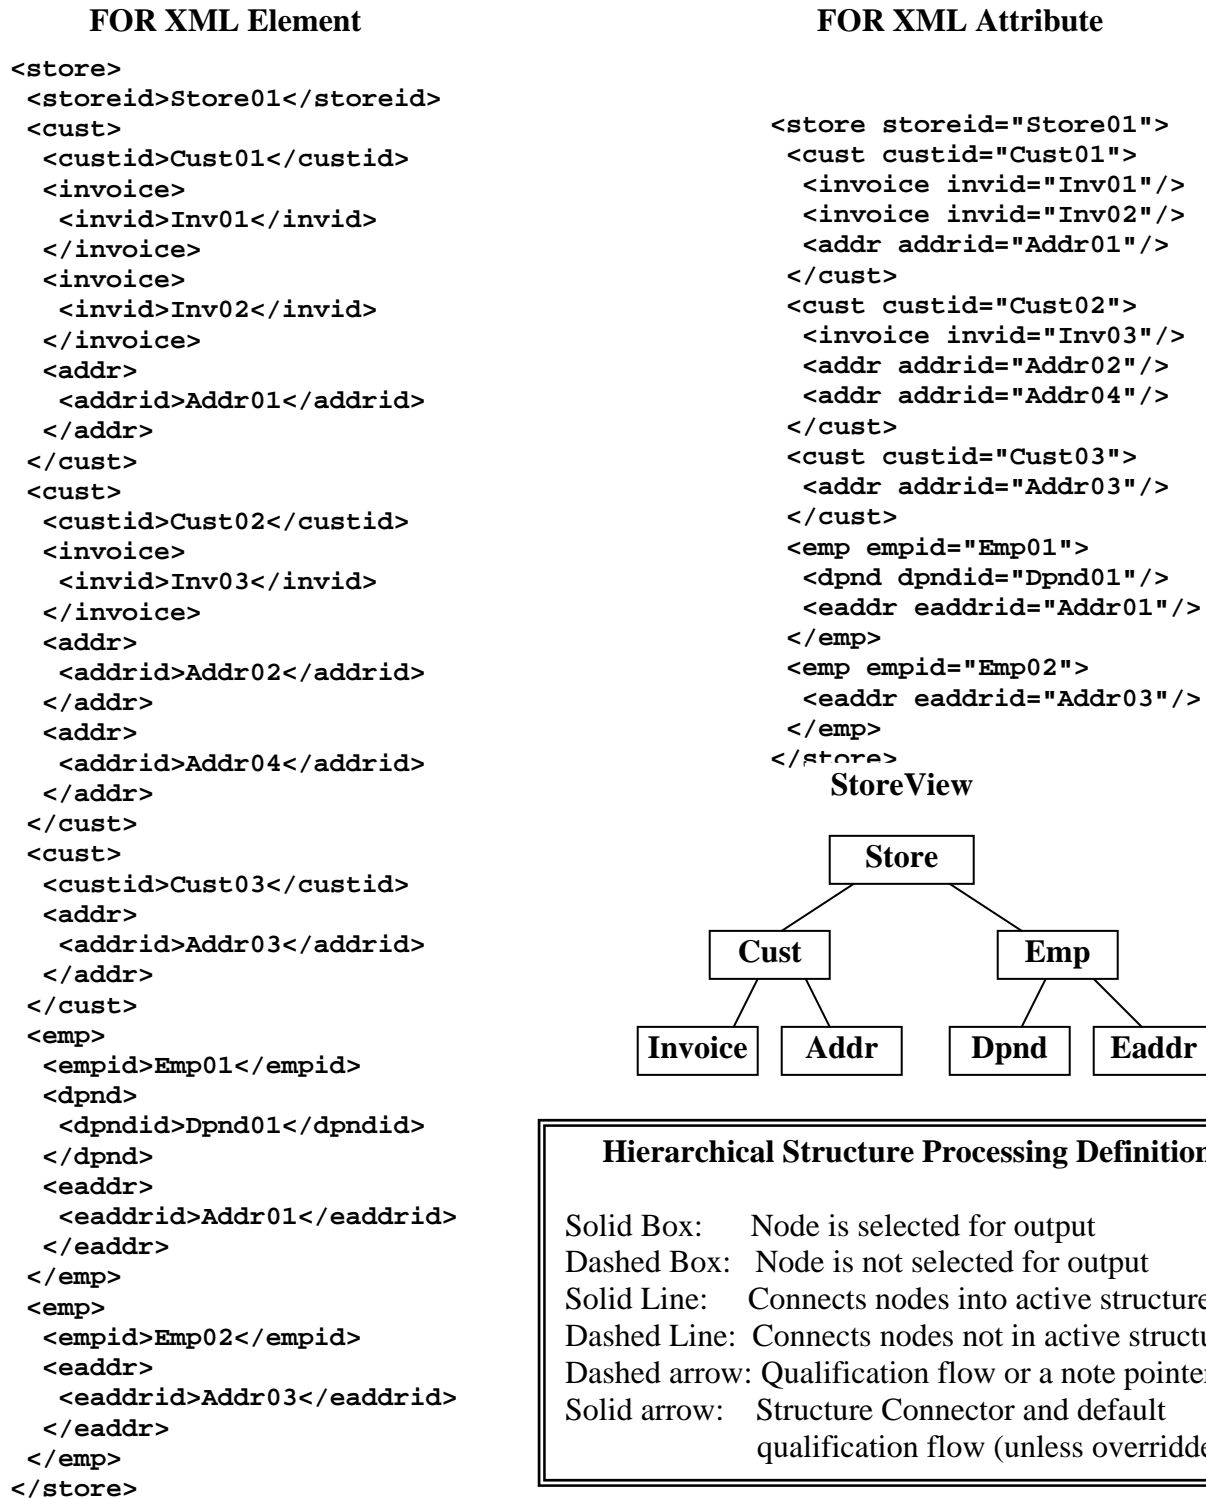 FOR XML Element
<store>
<storeid>Store01</storeid>
<cust>
<custid>Cust01</custid>
<invoice>
<invid>Inv01</invid>
</invoice>
<invoice>
<invid>Inv02</invid>
</invoice>
<addr>
<addrid>Addr01</addrid>
</addr>
</cust>
<cust>
<custid>Cust02</custid>
<invoice>
<invid>Inv03</invid>
</invoice>
<addr>
<addrid>Addr02</addrid>
</addr>
<addr>
<addrid>Addr04</addrid>
</addr>
</cust>
<cust>
<custid>Cust03</custid>
<addr>
<addrid>Addr03</addrid>
</addr>
</cust>
<emp>
<empid>Emp01</empid>
<dpnd>
<dpndid>Dpnd01</dpndid>
</dpnd>
<eaddr>
<eaddrid>Addr01</eaddrid>
</eaddr>
</emp>
<emp>
<empid>Emp02</empid>
<eaddr>
<eaddrid>Addr03</eaddrid>
</eaddr>
</emp>
</store>
FOR XML Attribute
<store storeid="Store01">
<cust custid="Cust01">
<invoice invid="Inv01"/>
<invoice invid="Inv02"/>
<addr addrid="Addr01"/>
</cust>
<cust custid="Cust02">
<invoice invid="Inv03"/>
<addr addrid="Addr02"/>
<addr addrid="Addr04"/>
</cust>
<cust custid="Cust03">
<addr addrid="Addr03"/>
</cust>
<emp empid="Emp01">
<dpnd dpndid="Dpnd01"/>
<eaddr eaddrid="Addr01"/>
</emp>
<emp empid="Emp02">
<eaddr eaddrid="Addr03"/>
</emp>
</store>
StoreView
Store
Cust Emp
Invoice Addr Dpnd Eaddr
Hierarchical Structure Processing Definition
Solid Box: Node is selected for output
Dashed Box: Node is not selected for output
Solid Line: Connects nodes into active structure
Dashed Line: Connects nodes not in active structu
Dashed arrow: Qualification flow or a note pointer
Solid arrow: Structure Connector and default
qualification flow (unless overridde